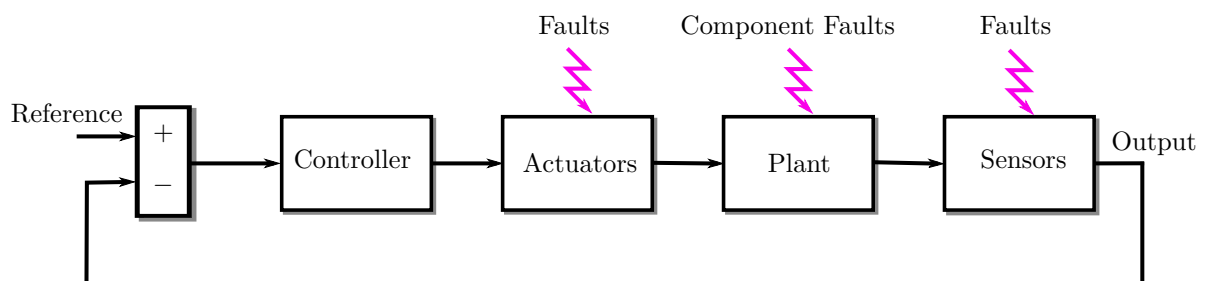 Faults
Component Faults
Faults
Reference
+
−
Controller
Actuators
Plant
Sensors
Output